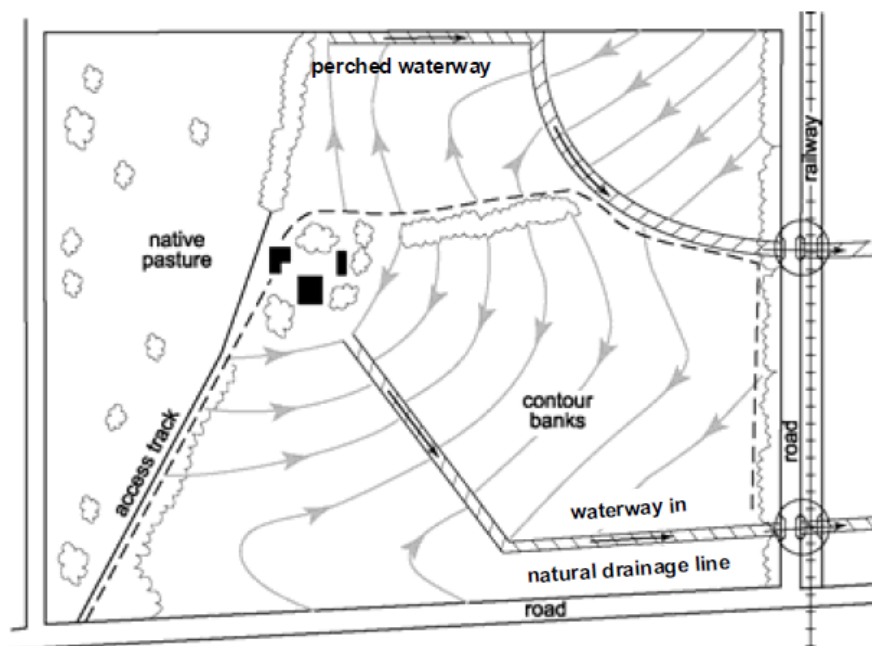 perched waterway
railway
native
pasture
access track
contour
banks
road
waterway in
natural drainage line
road